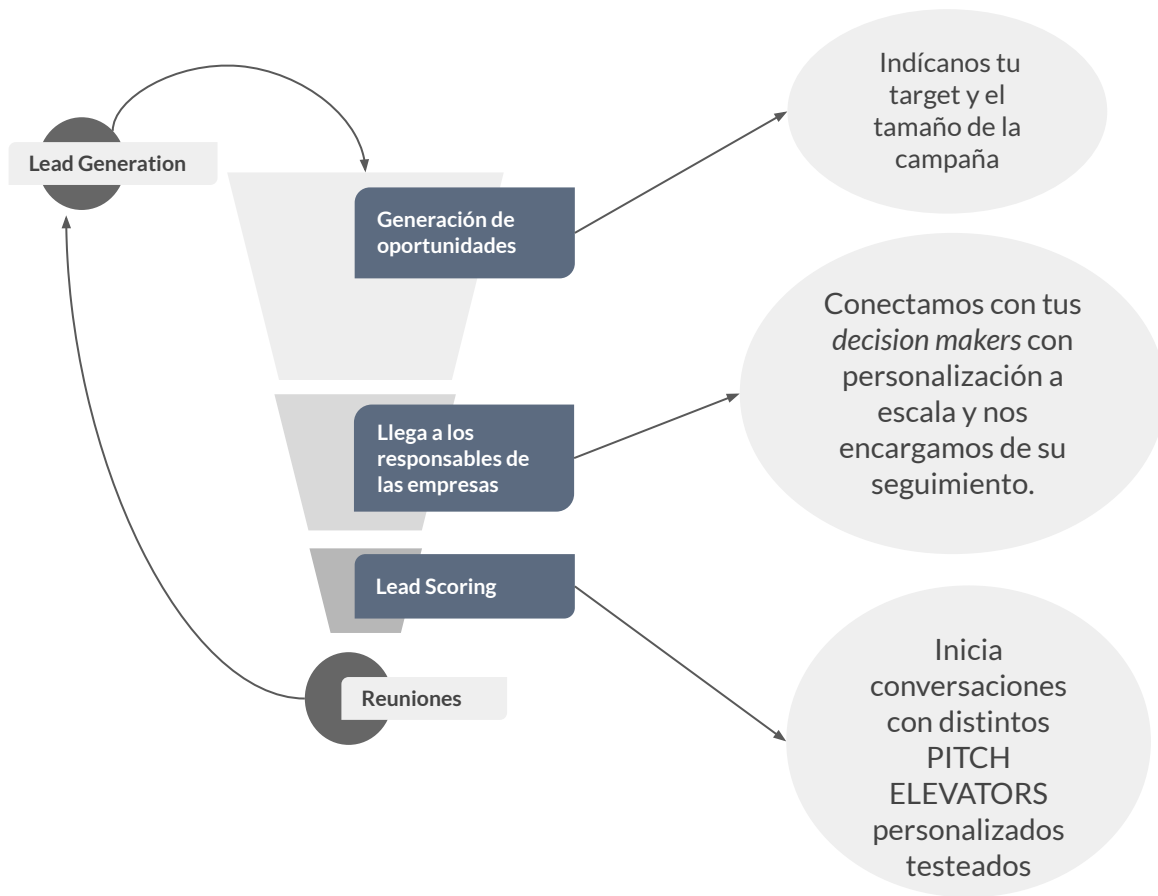 Lead Generation
Generación de
oportunidades
Indícanos tu
target y el
tamaño de la
campaña
Llega a los
responsables de
las empresas
Conectamos con tus
decision makers con
personalización a
escala y nos
encargamos de su
seguimiento.
Lead Scoring
Inicia
conversaciones
con distintos
PITCH
ELEVATORS
personalizados
testeados
Reuniones